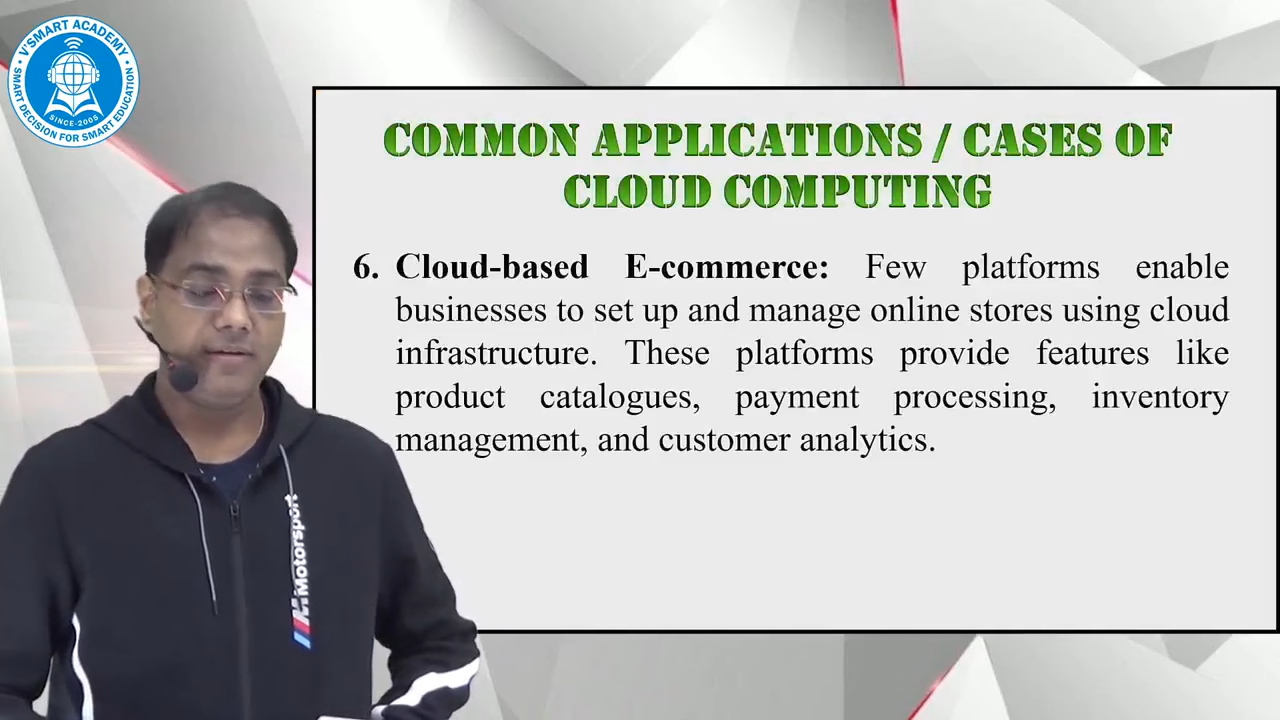 V'SMART ACADEMY
SMART DECISION FOR SMART EDUCATION
SINCE-2005
COMMON APPLICATIONS / CASES OF
CLOUD COMPUTING
6. Cloud-based E-commerce: Few platforms enable
businesses to set up and manage online stores using cloud
infrastructure. These platforms provide features like
product catalogues, payment processing, inventory
management, and customer analytics.
Motorsport